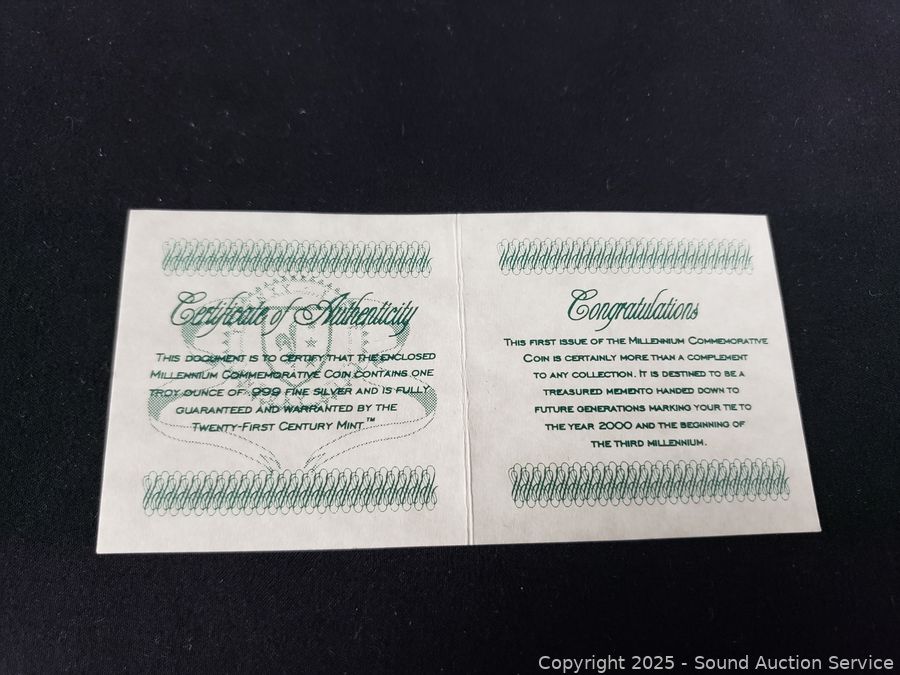 Certificate of Authenticity
THIS DOCUMENT IS TO CERTIFY THAT THE ENCLOSED
MILLENNIUM COMMEMORATIVE COIN CONTAINS ONE
TROY OUNCE OF .999 FINE SILVER AND IS FULLY
GUARANTEED AND WARRANTED BY THE
TWENTY-FIRST CENTURY MINT.™
Congratulations
THIS FIRST ISSUE OF THE MILLENNIUM COMMEMORATIVE
COIN IS CERTAINLY MORE THAN A COMPLEMENT
TO ANY COLLECTION. IT IS DESTINED TO BE A
TREASURED MEMENTO HANDED DOWN TO
FUTURE GENERATIONS MARKING YOUR TIE TO
THE YEAR 2000 AND THE BEGINNING OF
THE THIRD MILLENNIUM.
Copyright 2025 - Sound Auction Service